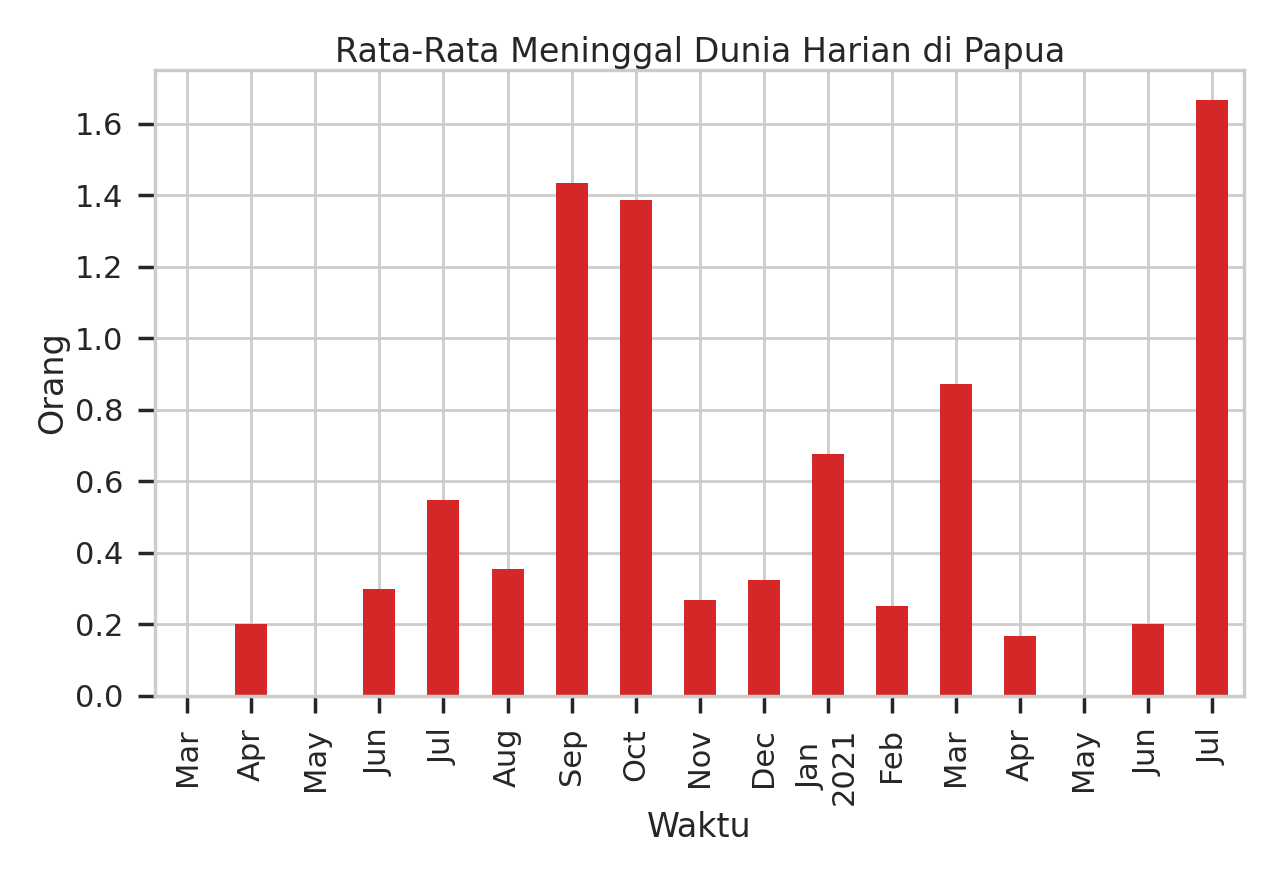 Rata-Rata Meninggal Dunia Harian di Papua
1.6
1.4
1.2
1.0
0.8
0.6
0.4
0.2
0.0
Orang
Mar
Apr
May
Jun
Jul
Aug
Sep
Oct
Nov
Dec
Jan
2021
Feb
Mar
Apr
May
Jun
Jul
Waktu